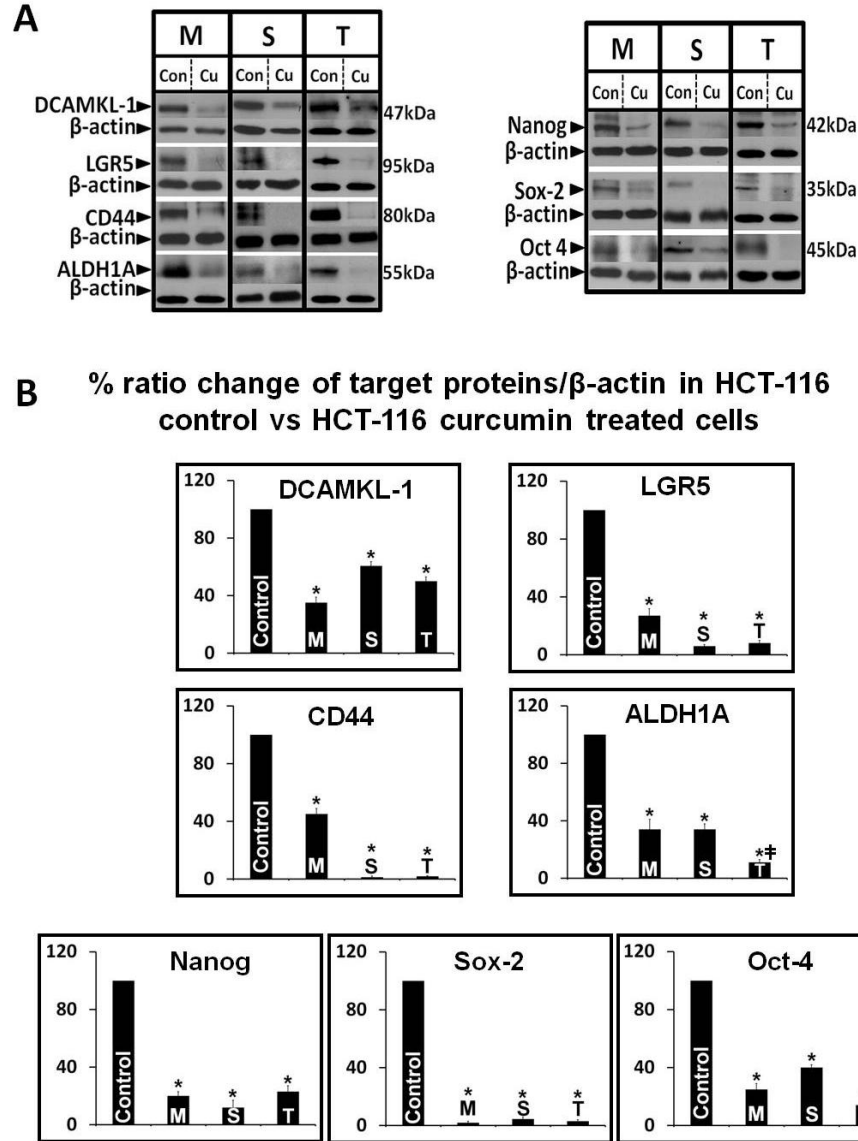 A
M S T
Con Cu Con Cu Con Cu
DCAMKL-1 47kDa
β-actin
LGR5 95kDa
β-actin
CD44 80kDa
β-actin
ALDH1A 55kDa
β-actin
M S T
Con Cu Con Cu Con Cu
Nanog 42kDa
β-actin
Sox-2 35kDa
β-actin
Oct 4 45kDa
β-actin
B % ratio change of target proteins/β-actin in HCT-116
control vs HCT-116 curcumin treated cells
DCAMKL-1
120
80
40
0
Control
* M
* S
* T
LGR5
120
80
40
0
Control
* M
* S
* T
CD44
120
80
40
0
Control
* M
* S
* T
ALDH1A
120
80
40
0
Control
* M
* S
*ǂ T
Nanog
120
80
40
0
Control
* M
* S
* T
Sox-2
120
80
40
0
Control
* M
* S
* T
Oct-4
120
80
40
0
Control
* M
* S